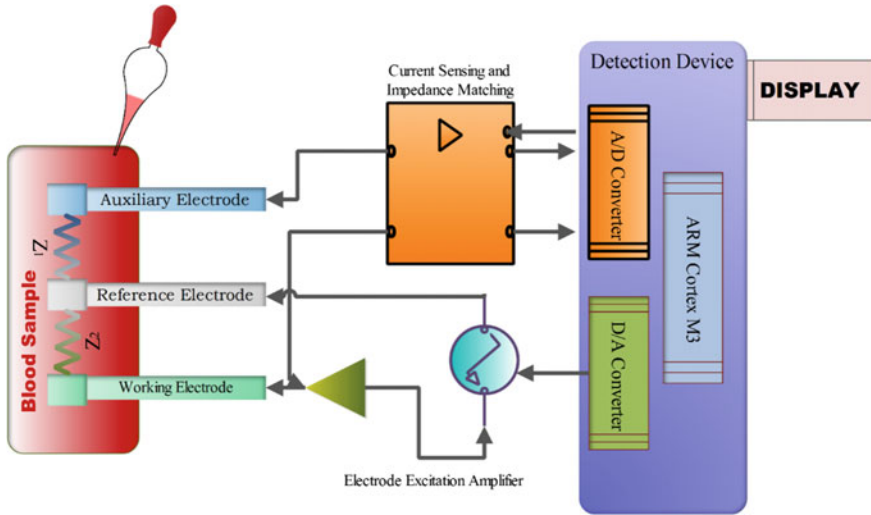 Current Sensing and
Impedance Matching
Detection Device
DISPLAY
A/D Converter
ARM Cortex M3
D/A Converter
Auxiliary Electrode
Z1
Reference Electrode
Z2
Working Electrode
Blood Sample
Electrode Excitation Amplifier